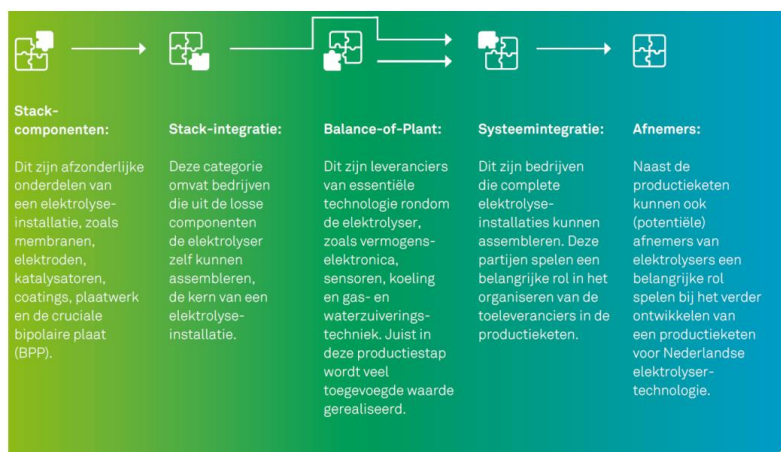 Stack-
componenten:
Dit zijn afzonderlijke
onderdelen van
een elektrolyse-
installatie, zoals
membranen,
elektroden,
katalysatoren,
coatings, plaatwerk
en de cruciale
bipolaire plaat
(BPP).
Stack-integratie:
Deze categorie
omvat bedrijven
die uit de losse
componenten
de elektrolyser
zelf kunnen
assembleren,
de kern van een
elektrolyse-
installatie.
Balance-of-Plant:
Dit zijn leveranciers
van essentiële
technologie rondom
de elektrolyser,
zoals vermogens-
elektronica,
sensoren, koeling
en gas- en
waterzuiverings-
techniek. Juist in
deze productiestap
wordt veel
toegevoegde waarde
gerealiseerd.
Systeemintegratie:
Dit zijn bedrijven
die complete
elektrolyse-
installaties kunnen
assembleren. Deze
partijen spelen een
belangrijke rol in het
organiseren van de
toeleveranciers in de
productieketen.
Afnemers:
Naast de
productieketen
kunnen ook
(potentiële)
afnemers van
elektrolysers een
belangrijke rol
spelen bij het verder
ontwikkelen van
een productieketen
voor Nederlandse
elektrolyser-
technologie.